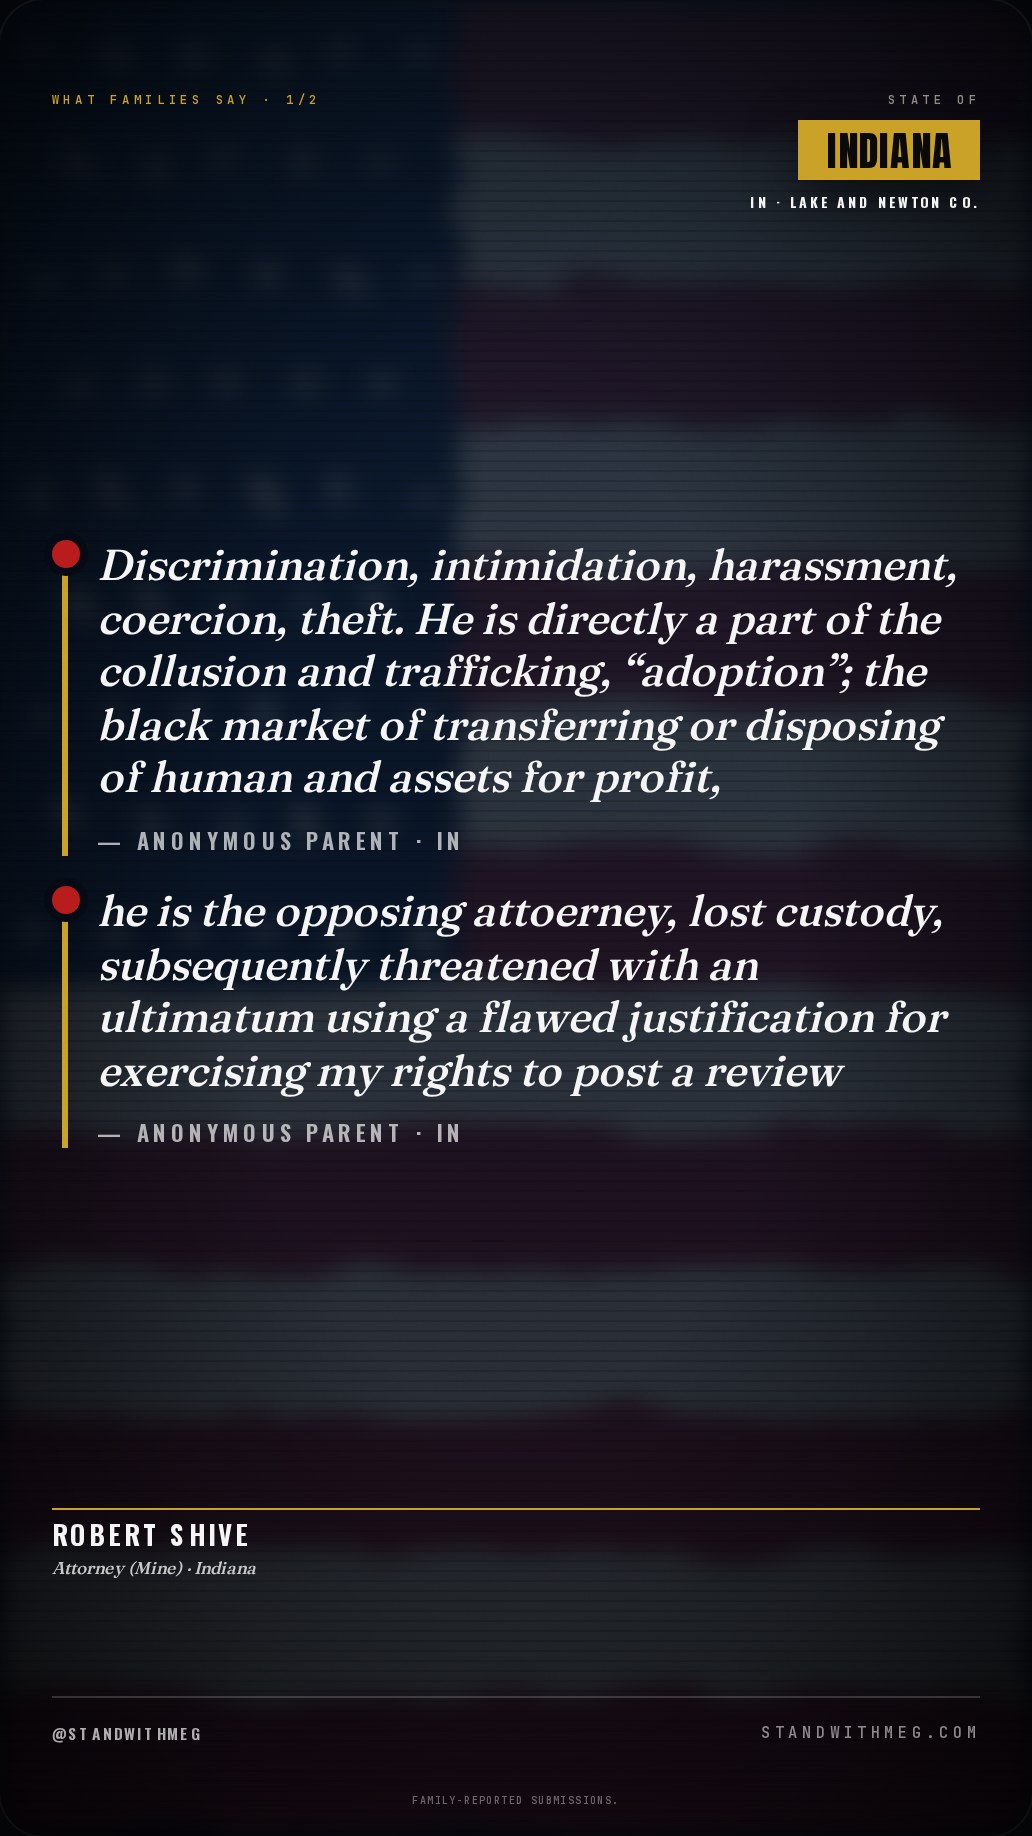 WHAT FAMILIES SAY · 1/2
STATE OF
INDIANA
IN · LAKE AND NEWTON CO.
Discrimination, intimidation, harassment,
coercion, theft. He is directly a part of the
collusion and trafficking, “adoption”; the
black market of transferring or disposing
of human and assets for profit,
— ANONYMOUS PARENT · IN
he is the opposing attoerney, lost custody,
subsequently threatened with an
ultimatum using a flawed justification for
exercising my rights to post a review
— ANONYMOUS PARENT · IN
ROBERT SHIVE
Attorney (Mine) · Indiana
@STANDWITHMEG
STANDWITHMEG.COM
FAMILY-REPORTED SUBMISSIONS.